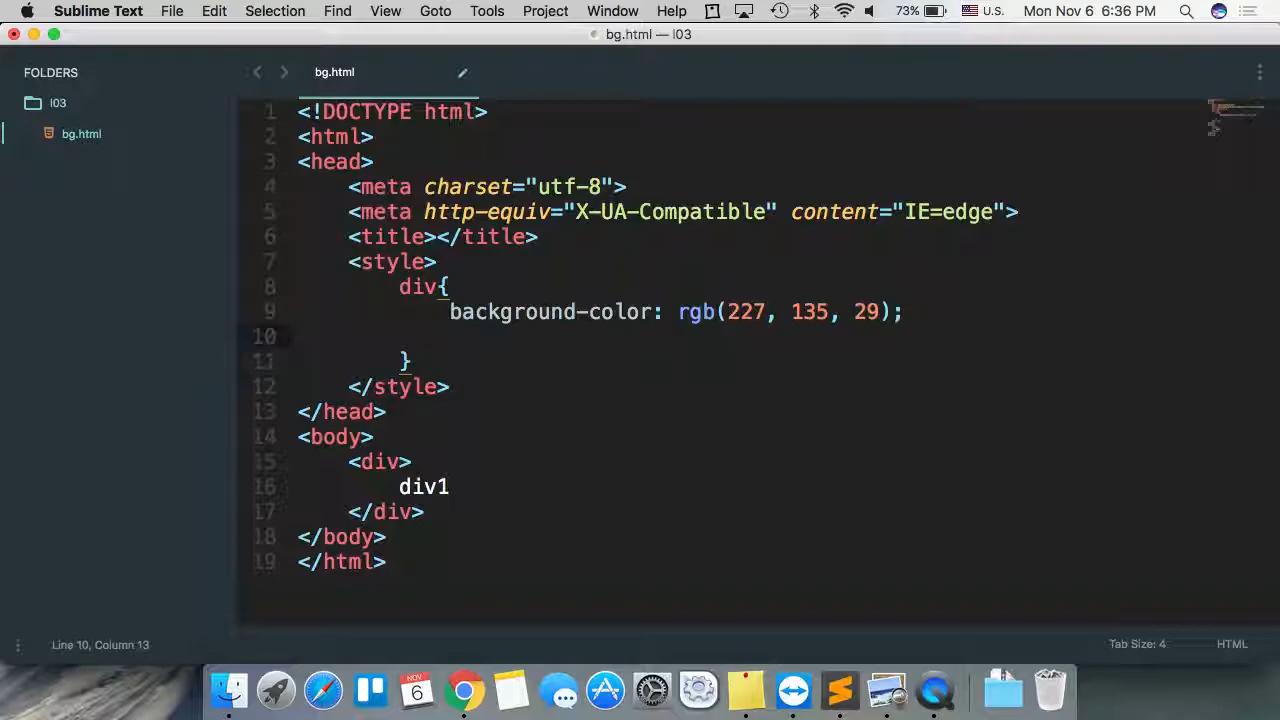 Sublime Text File Edit Selection Find View Goto Tools Project Window Help 73% U.S. Mon Nov 6 6:36 PM
bg.html — l03
FOLDERS
l03
bg.html
bg.html
1 <!DOCTYPE html>
2 <html>
3 <head>
4 <meta charset="utf-8">
5 <meta http-equiv="X-UA-Compatible" content="IE=edge">
6 <title></title>
7 <style>
8 div{
9 background-color: rgb(227, 135, 29);
10
11 }
12 </style>
13 </head>
14 <body>
15 <div>
16 div1
17 </div>
18 </body>
19 </html>
Line 10, Column 13 Tab Size: 4 HTML
NOV
6